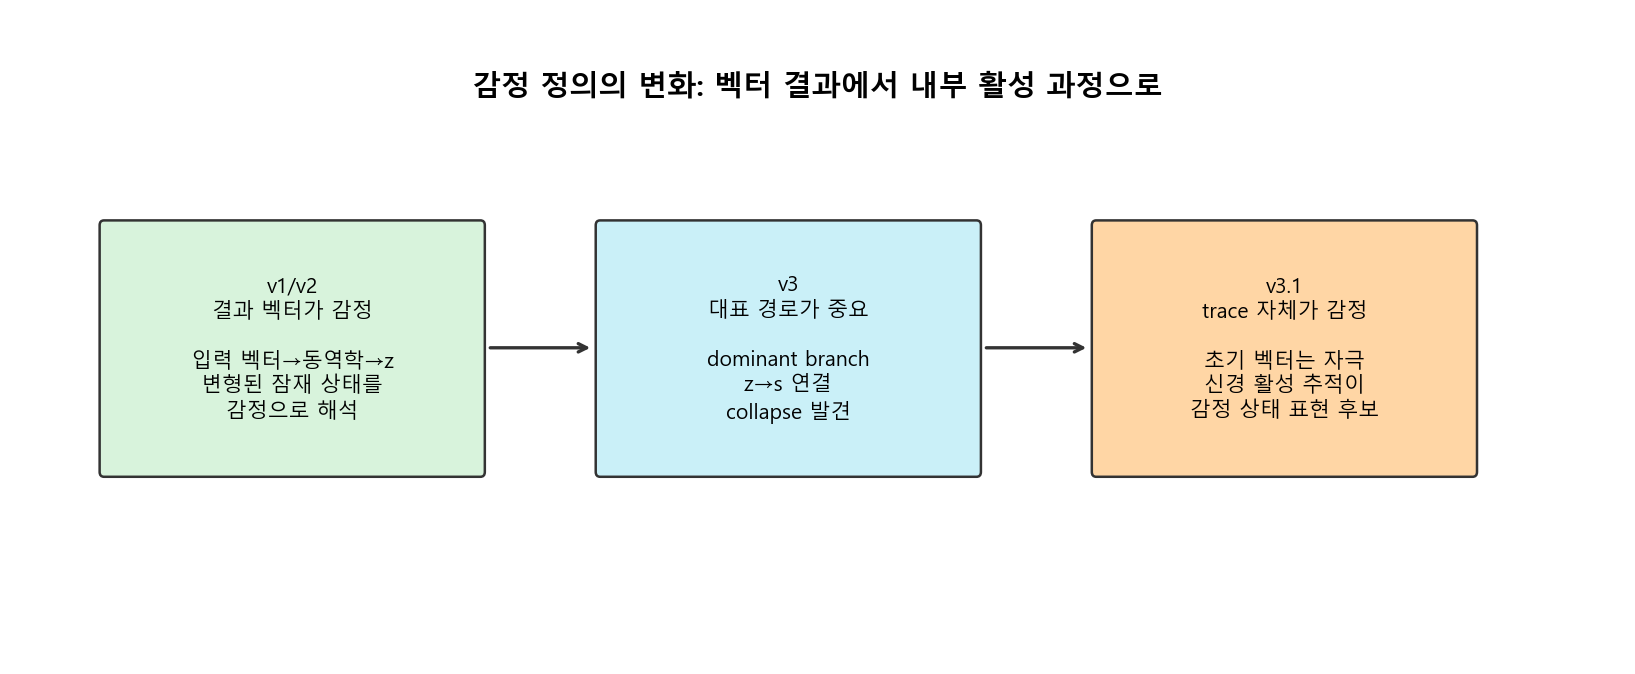 감정 정의의 변화: 벡터 결과에서 내부 활성 과정으로
v1/v2
결과 벡터가 감정
입력 벡터→동역학→z
변형된 잠재 상태를
감정으로 해석
v3
대표 경로가 중요
dominant branch
z→s 연결
collapse 발견
v3.1
trace 자체가 감정
초기 벡터는 자극
신경 활성 추적이
감정 상태 표현 후보